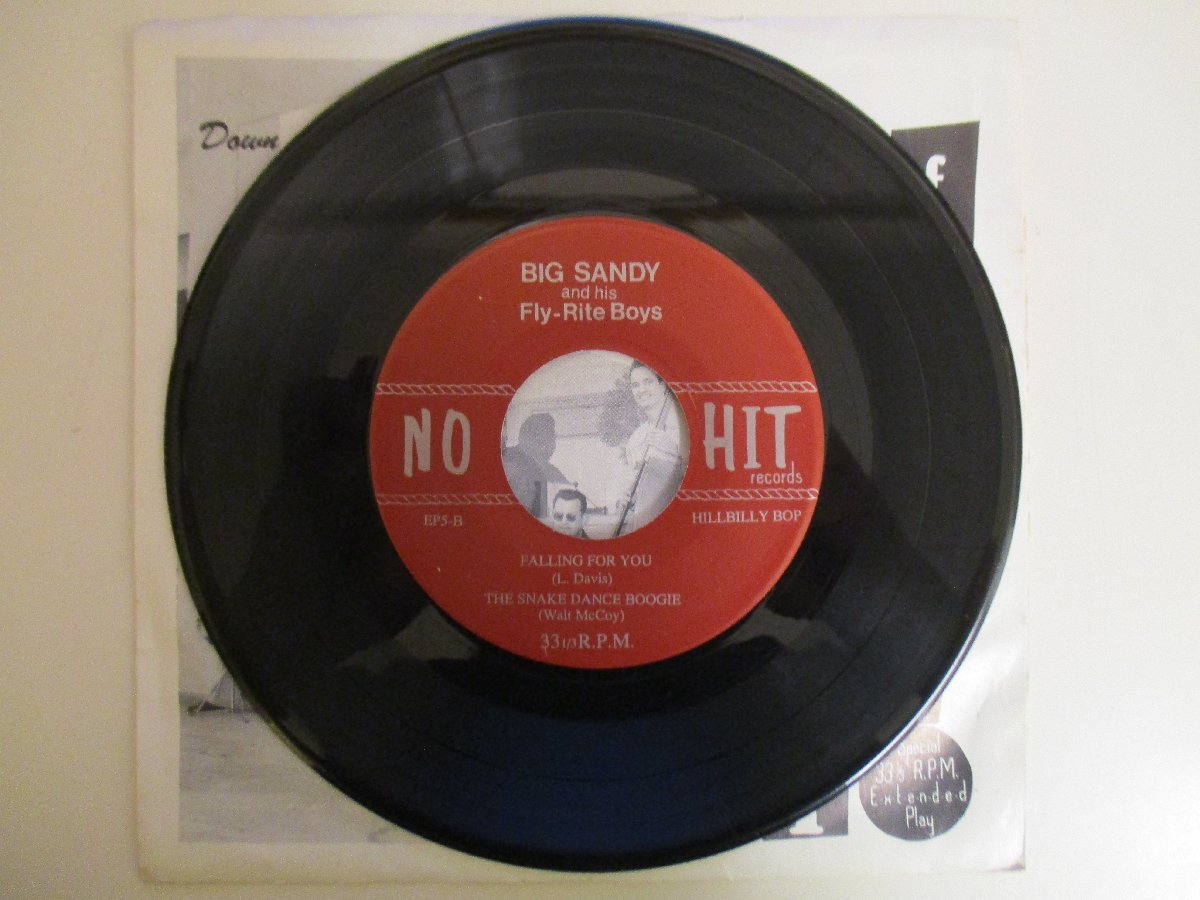 Down
f
BIG SANDY
and his
Fly-Rite Boys
NO HIT
records
EP5-B HILLBILLY BOP
FALLING FOR YOU
(L. Davis)
THE SNAKE DANCE BOOGIE
(Walt McCoy)
33 1/3 R.P.M.
Special
33⅓ R.P.M.
Extended
Play